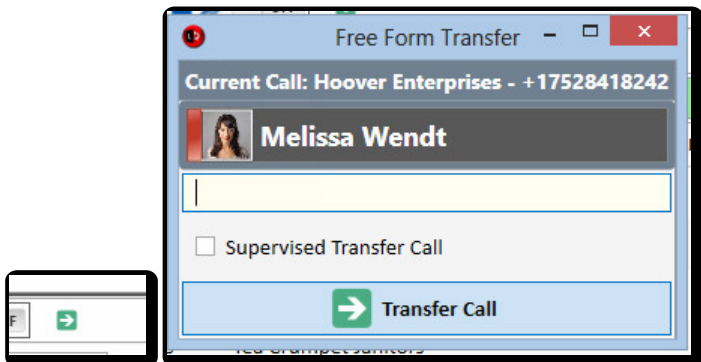 Free Form Transfer
Current Call: Hoover Enterprises - +17528418242
Melissa Wendt
Supervised Transfer Call
Transfer Call
F